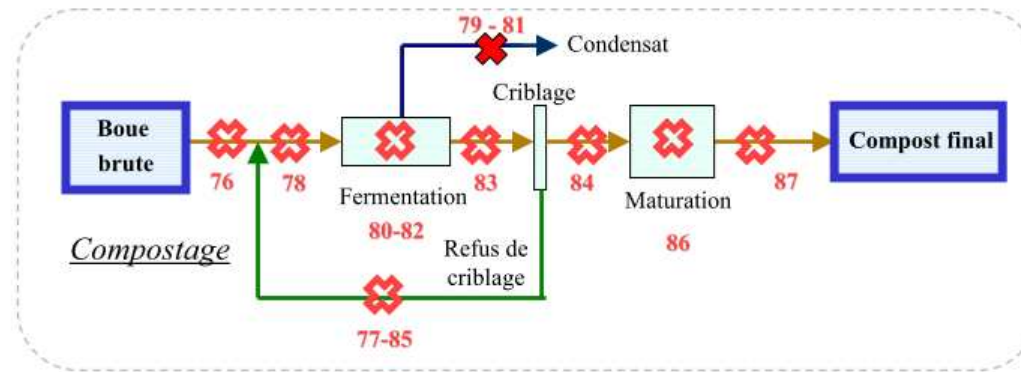 79 - 81
Condensat
Criblage
Boue
brute
Compost final
76
78
83
84
87
Fermentation
Maturation
80-82
86
Compostage
Refus de
criblage
77-85